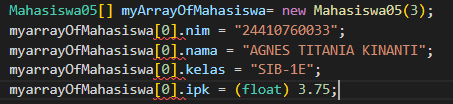 Mahasiswa05[] myArrayOfMahasiswa= new Mahasiswa05(3);
myarrayOfMahasiswa[0].nim = "24410760033";
myarrayOfMahasiswa[0].nama = "AGNES TITANIA KINANTI";
myarrayOfMahasiswa[0].kelas = "SIB-1E";
myarrayOfMahasiswa[0].ipk = (float) 3.75;